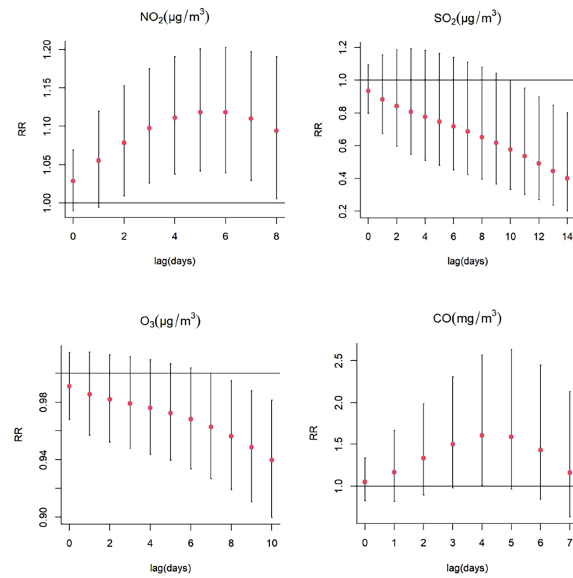 NO₂(µg/m³)
RR
1.00 1.05 1.10 1.15 1.20
0 2 4 6 8
lag(days)
SO₂(µg/m³)
RR
0.2 0.4 0.6 0.8 1.0 1.2
0 2 4 6 8 10 12 14
lag(days)
O₃(µg/m³)
RR
0.90 0.94 0.98
0 2 4 6 8 10
lag(days)
CO(mg/m³)
RR
1.0 1.5 2.0 2.5
0 1 2 3 4 5 6 7
lag(days)